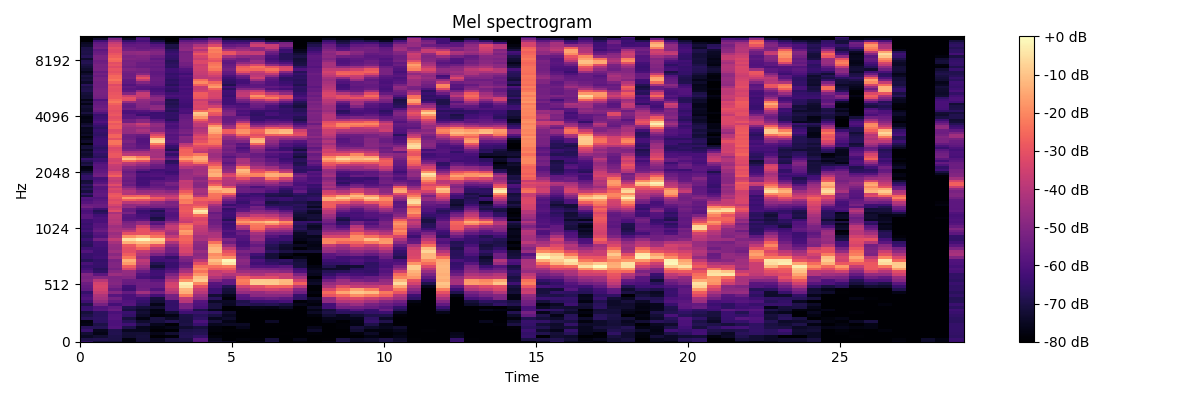 Mel spectrogram
8192
4096
2048
1024
512
0
Hz
0 5 10 15 20 25
Time
+0 dB
-10 dB
-20 dB
-30 dB
-40 dB
-50 dB
-60 dB
-70 dB
-80 dB